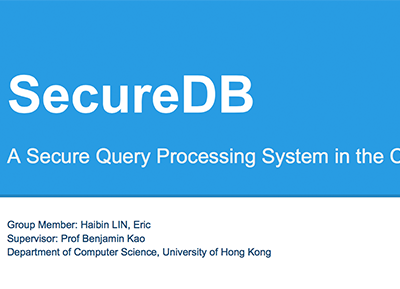 SecureDB
A Secure Query Processing System in the C
Group Member: Haibin LIN, Eric
Supervisor: Prof Benjamin Kao
Department of Computer Science, University of Hong Kong